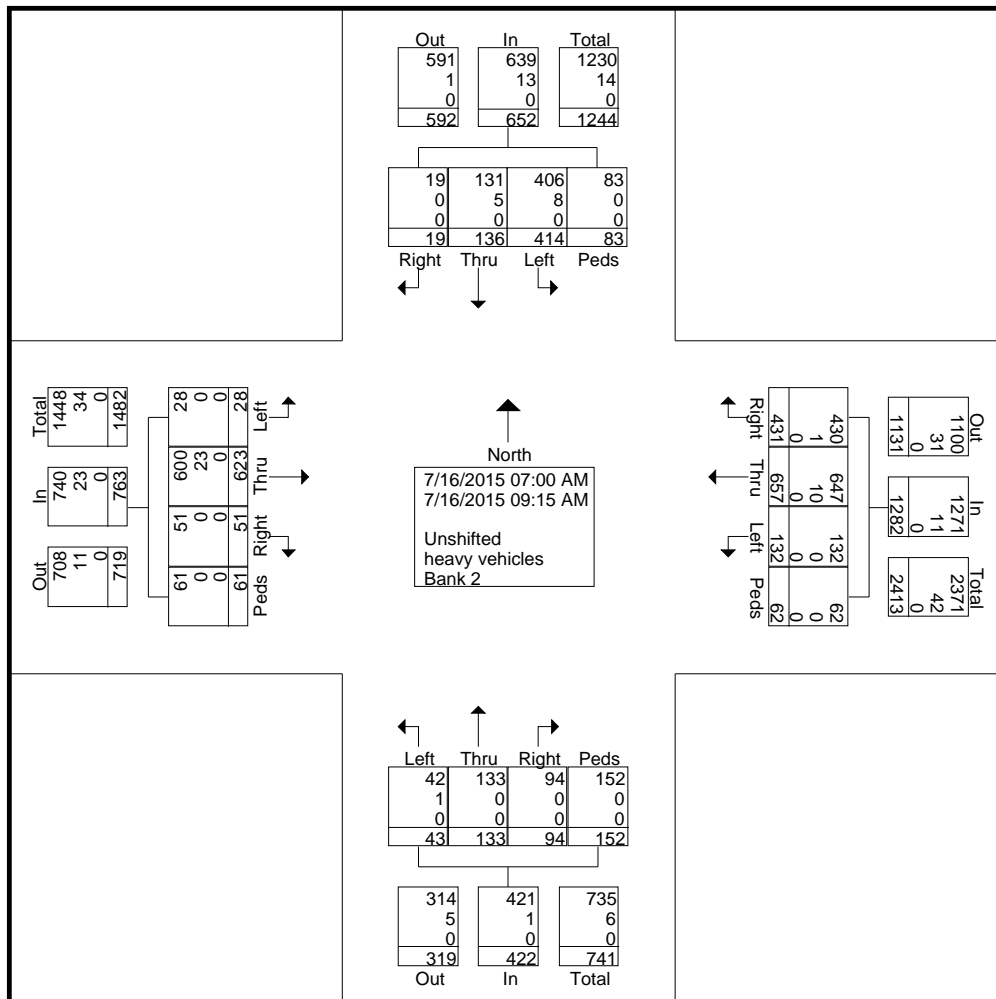 Out In Total
591 639 1230
1 13 14
0 0 0
592 652 1244
19 131 406 83
0 5 8 0
0 0 0 0
19 136 414 83
Right Thru Left Peds
Total
1448
34
0
1482
In
740
23
0
763
Out
708
11
0
719
28
0
0
28
Left
600
23
0
623
Thru
51
0
0
51
Right
61
0
0
61
Peds
North
7/16/2015 07:00 AM
7/16/2015 09:15 AM
Unshifted
heavy vehicles
Bank 2
Right
430
1
0
431
Thru
647
10
0
657
Left
132
0
0
132
Peds
62
0
0
62
Out
1100
31
0
1131
In
1271
11
0
1282
Total
2371
42
0
2413
Left Thru Right Peds
42 133 94 152
1 0 0 0
0 0 0 0
43 133 94 152
314 421 735
5 1 6
0 0 0
319 422 741
Out In Total